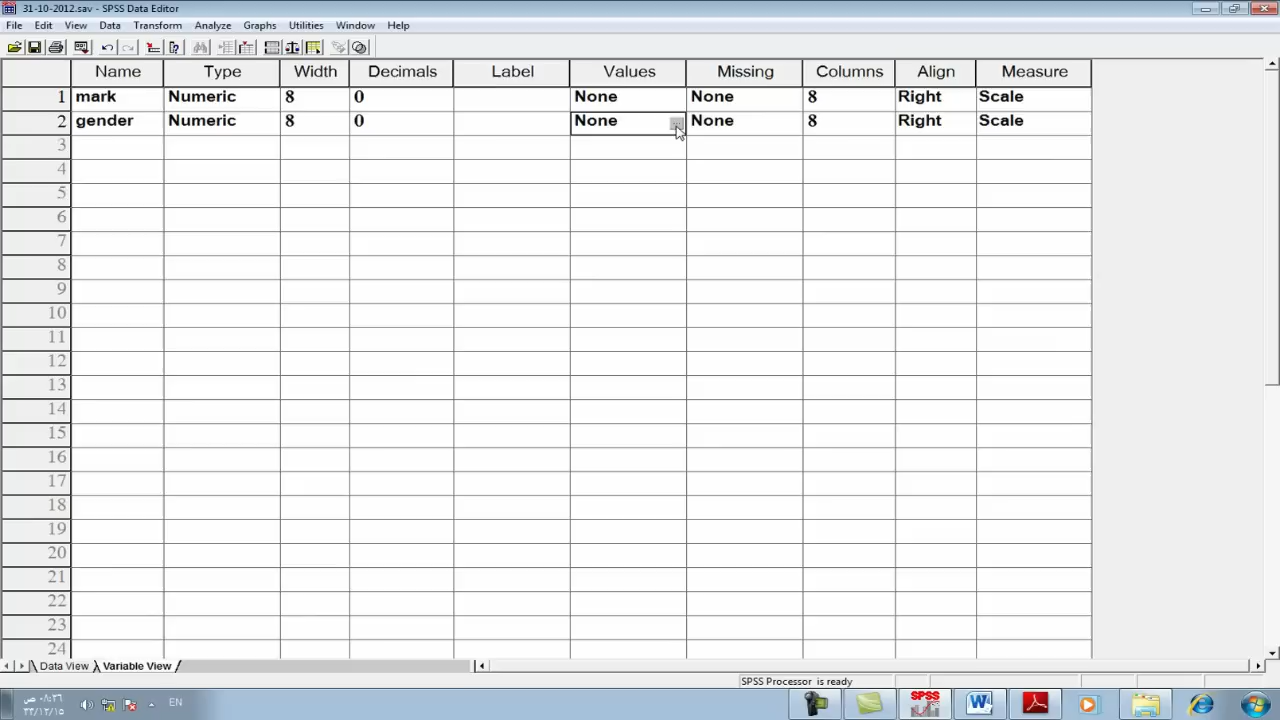 31-10-2012.sav - SPSS Data Editor
File Edit View Data Transform Analyze Graphs Utilities Window Help
Name Type Width Decimals Label Values Missing Columns Align Measure
1 mark Numeric 8 0 None None 8 Right Scale
2 gender Numeric 8 0 None ... None 8 Right Scale
3
4
5
6
7
8
9
10
11
12
13
14
15
16
17
18
19
20
21
22
23
24
Data View Variable View
SPSS Processor is ready
EN SPSS